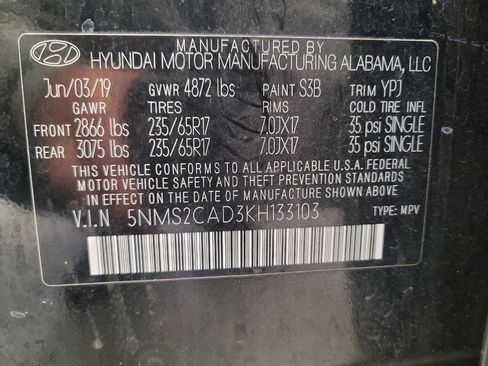 MANUFACTURED BY
HYUNDAI MOTOR MANUFACTURING ALABAMA, LLC
Jun/03/19 GVWR 4872 lbs PAINT S3B TRIM YPJ
GAWR TIRES RIMS COLD TIRE INFL
FRONT 2866 lbs 235/65R17 7.0JX17 35 psi SINGLE
REAR 3075 lbs 235/65R17 7.0JX17 35 psi SINGLE
THIS VEHICLE CONFORMS TO ALL APPLICABLE U.S.A. FEDERAL
MOTOR VEHICLE SAFETY AND THEFT PREVENTION STANDARDS
IN EFFECT ON THE DATE OF MANUFACTURE SHOWN ABOVE.
V.I.N 5NMS2CAD3KH133103 TYPE: MPV